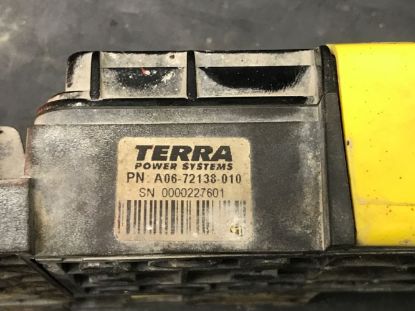 TERRA
POWER SYSTEMS
PN: A06-72138-010
SN 0000227601